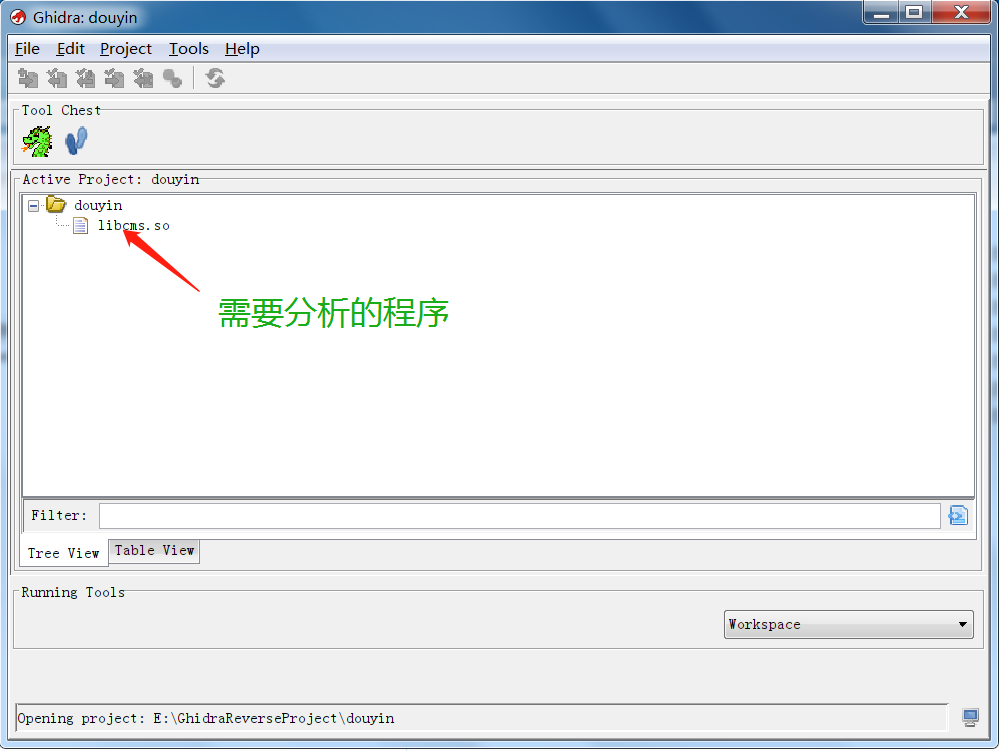 Ghidra: douyin
File Edit Project Tools Help
Tool Chest
Active Project: douyin
douyin
libcms.so
需要分析的程序
Filter:
Tree View Table View
Running Tools
Workspace
Opening project: E:\GhidraReverseProject\douyin